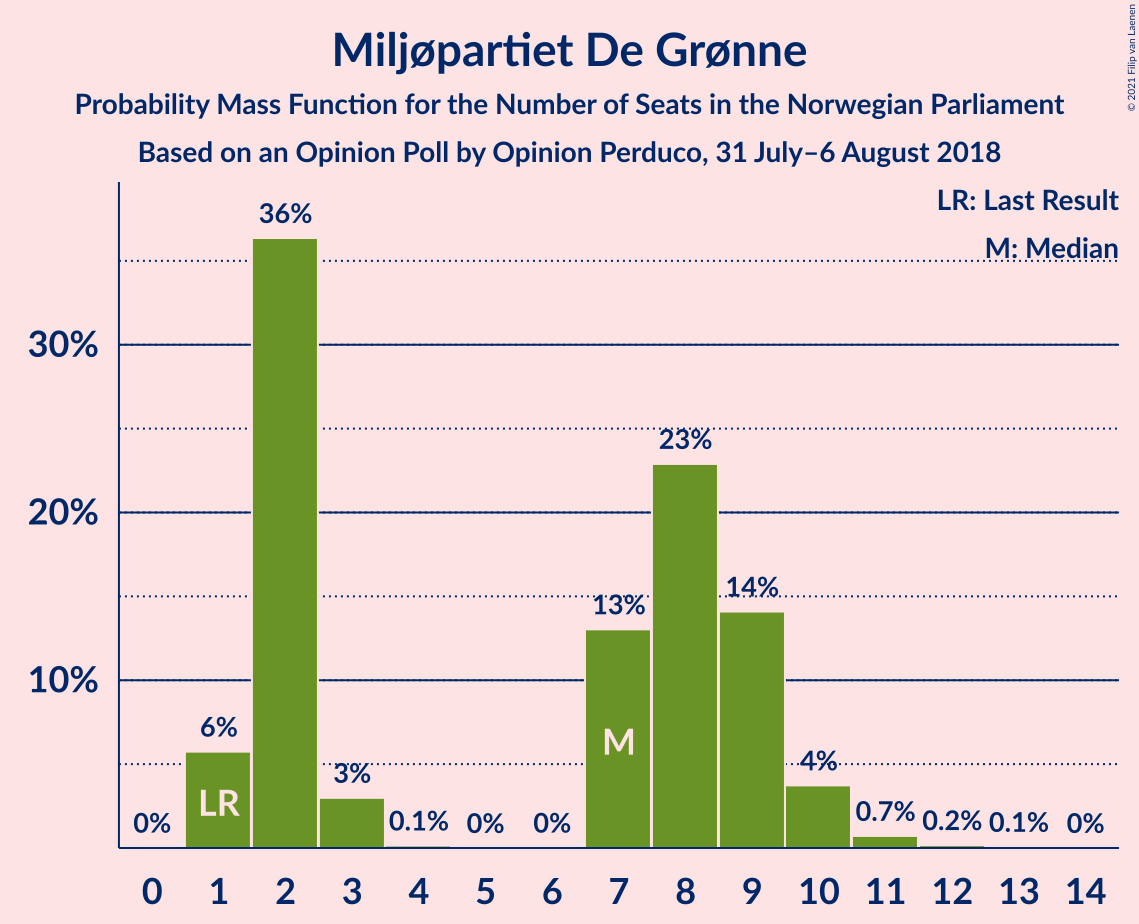 Miljøpartiet De Grønne
Probability Mass Function for the Number of Seats in the Norwegian Parliament
Based on an Opinion Poll by Opinion Perduco, 31 July–6 August 2018
© 2021 Filip van Laenen
LR: Last Result
M: Median
30%
20%
10%
0%
6%
36%
3%
0.1%
0%
0%
13%
23%
14%
4%
0.7%
0.2%
0.1%
0%
LR
M
0 1 2 3 4 5 6 7 8 9 10 11 12 13 14